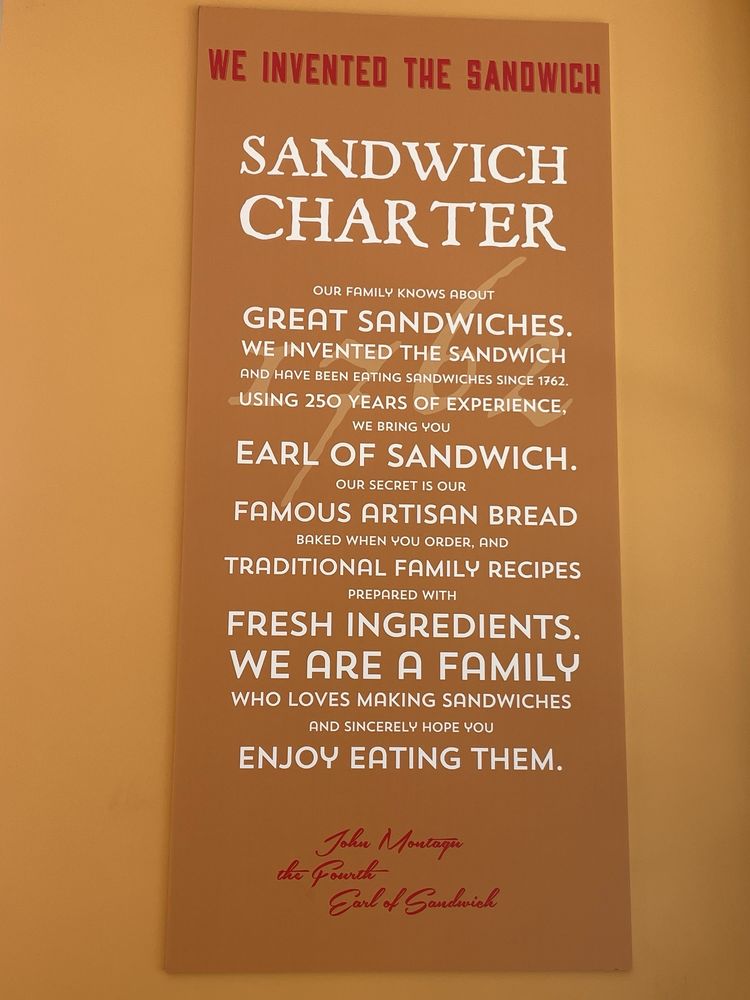 WE INVENTED THE SANDWICH
SANDWICH
CHARTER
1762
OUR FAMILY KNOWS ABOUT
GREAT SANDWICHES.
WE INVENTED THE SANDWICH
AND HAVE BEEN EATING SANDWICHES SINCE 1762.
USING 250 YEARS OF EXPERIENCE,
WE BRING YOU
EARL OF SANDWICH.
OUR SECRET IS OUR
FAMOUS ARTISAN BREAD
BAKED WHEN YOU ORDER, AND
TRADITIONAL FAMILY RECIPES
PREPARED WITH
FRESH INGREDIENTS.
WE ARE A FAMILY
WHO LOVES MAKING SANDWICHES
AND SINCERELY HOPE YOU
ENJOY EATING THEM.
John Montagu
the Fourth
Earl of Sandwich